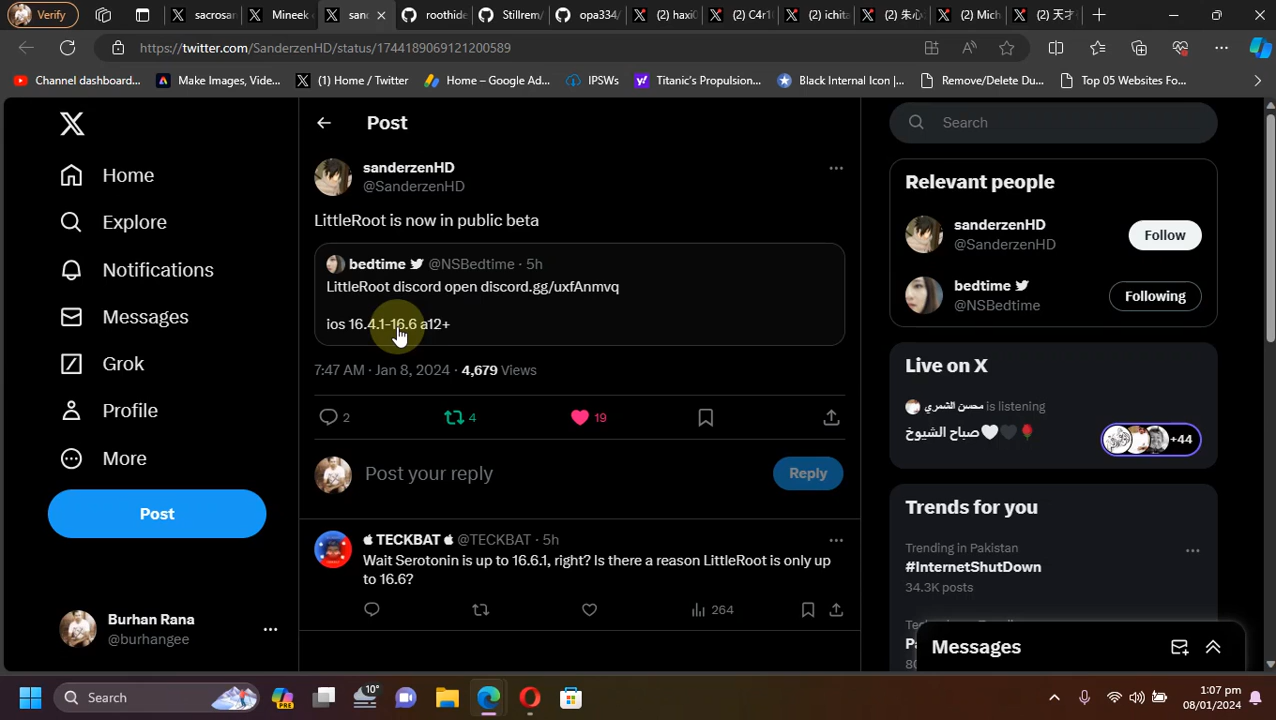 Verify
sacrosan
Mineek
san
roothide
Stillrem/
opa334/
(2) haxi0
(2) C4r1
(2) ichita
(2) 朱心
(2) Mich
(2) 天才
https://twitter.com/SanderzenHD/status/1744189069121200589
Channel dashboard...
Make Images, Vide...
(1) Home / Twitter
Home – Google Ad...
IPSWs
Titanic's Propulsion...
Black Internal Icon |...
Remove/Delete Du...
Top 05 Websites Fo...
Post
Home
Explore
Notifications
Messages
Grok
Profile
More
Post
Burhan Rana
@burhangee
sanderzenHD
@SanderzenHD
LittleRoot is now in public beta
bedtime @NSBedtime · 5h
LittleRoot discord open discord.gg/uxfAnmvq
ios 16.4.1-16.6 a12+
7:47 AM · Jan 8, 2024 · 4,679 Views
2
4
19
Post your reply
Reply
TECKBAT @TECKBAT · 5h
Wait Serotonin is up to 16.6.1, right? Is there a reason LittleRoot is only up
to 16.6?
264
Search
Relevant people
sanderzenHD
@SanderzenHD
Follow
bedtime
@NSBedtime
Following
Live on X
محسن الشمري is listening
صباح الشيوخ
+44
Trends for you
Trending in Pakistan
#InternetShutDown
34.3K posts
Messages
Search
PRE
10°
1:07 pm
08/01/2024